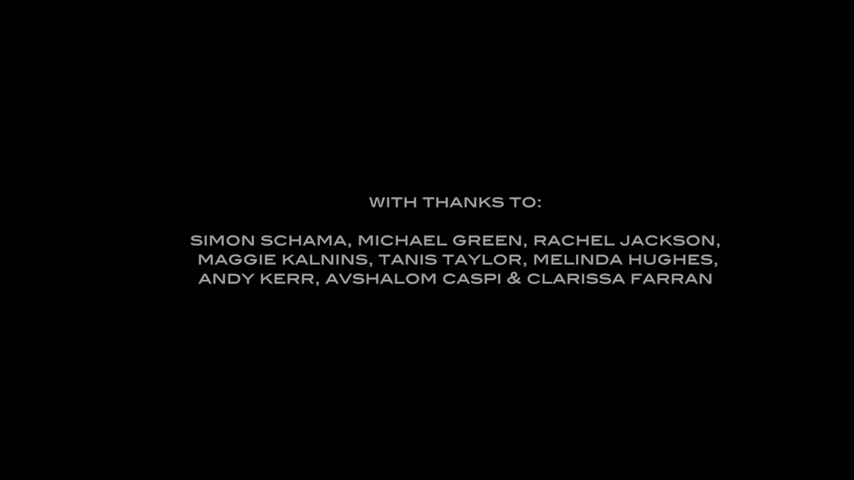 WITH THANKS TO:
SIMON SCHAMA, MICHAEL GREEN, RACHEL JACKSON,
MAGGIE KALNINS, TANIS TAYLOR, MELINDA HUGHES,
ANDY KERR, AVSHALOM CASPI & CLARISSA FARRAN